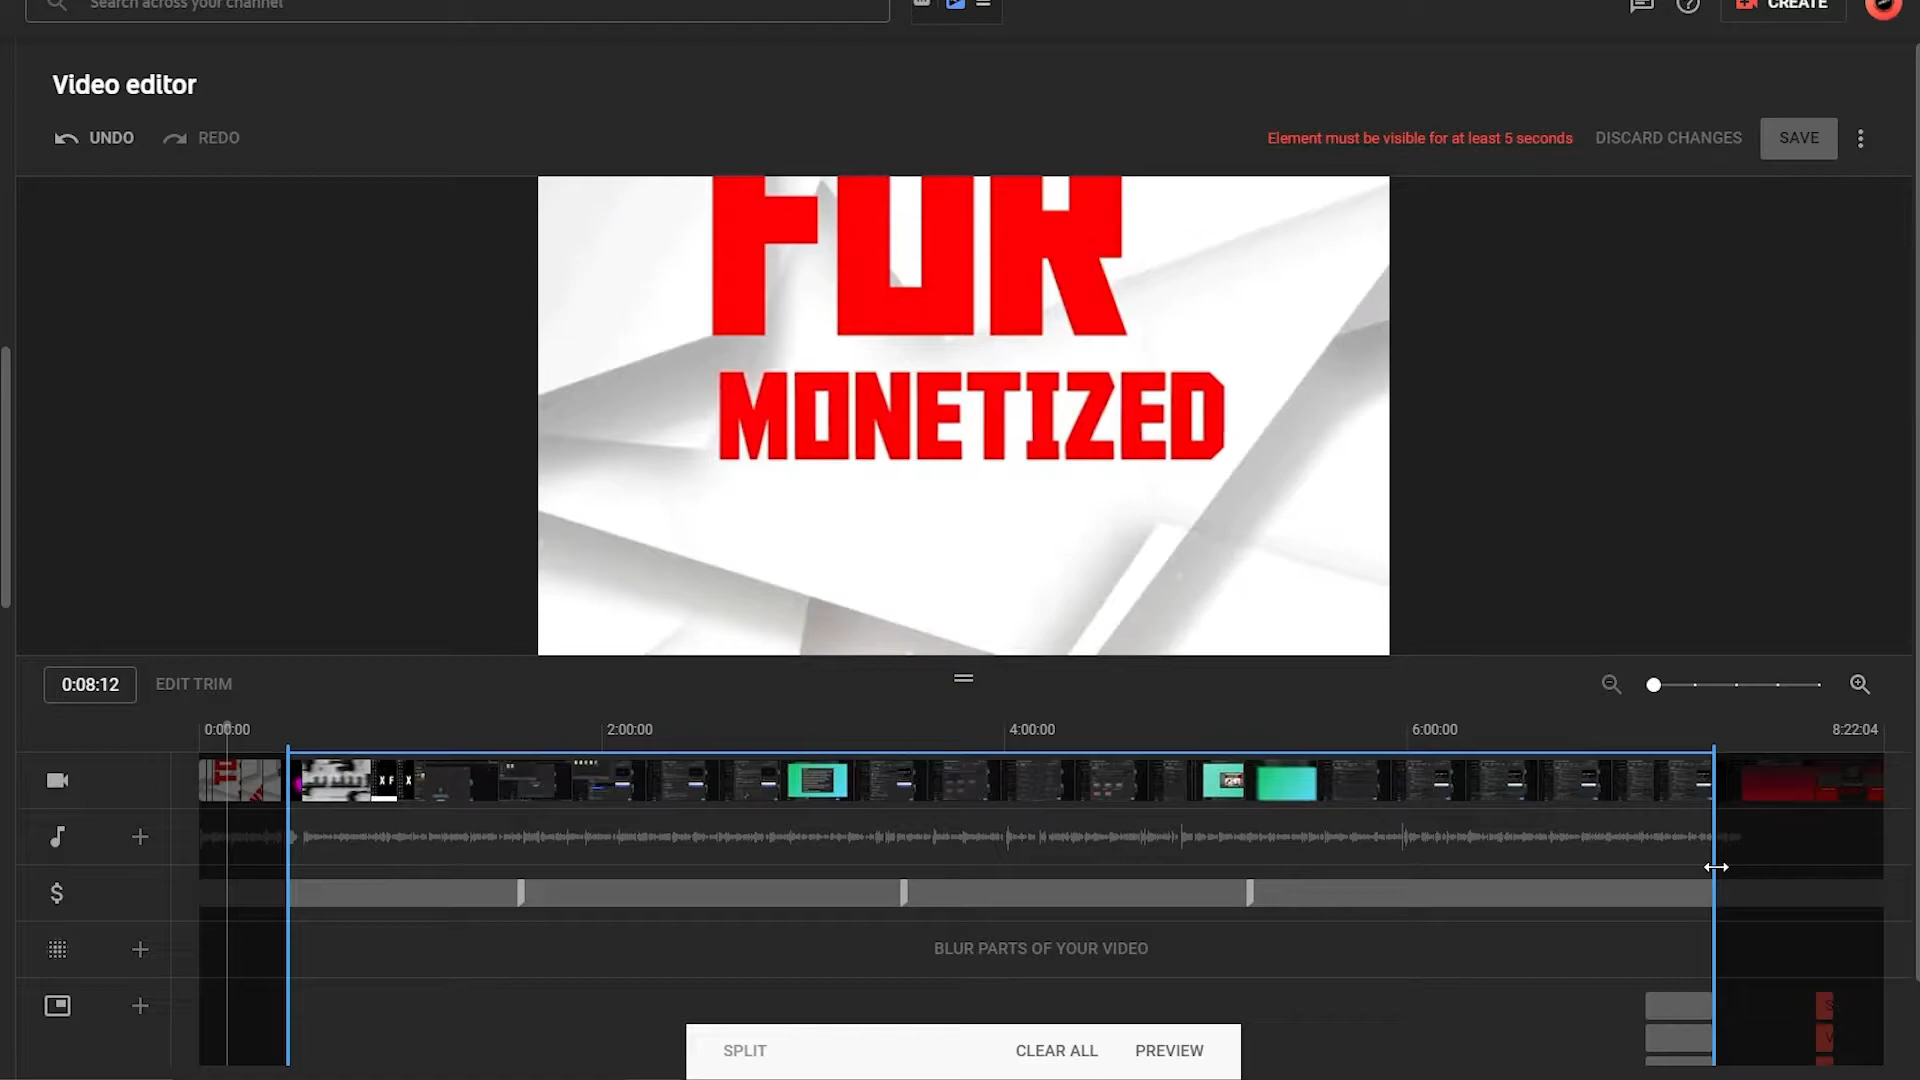 Search across your channel
CREATE
Video editor
UNDO
REDO
Element must be visible for at least 5 seconds
DISCARD CHANGES
SAVE
FOR
MONETIZED
0:08:12
EDIT TRIM
0:00:00
2:00:00
4:00:00
6:00:00
8:22:04
X F X
$
BLUR PARTS OF YOUR VIDEO
S
V
SPLIT
CLEAR ALL
PREVIEW